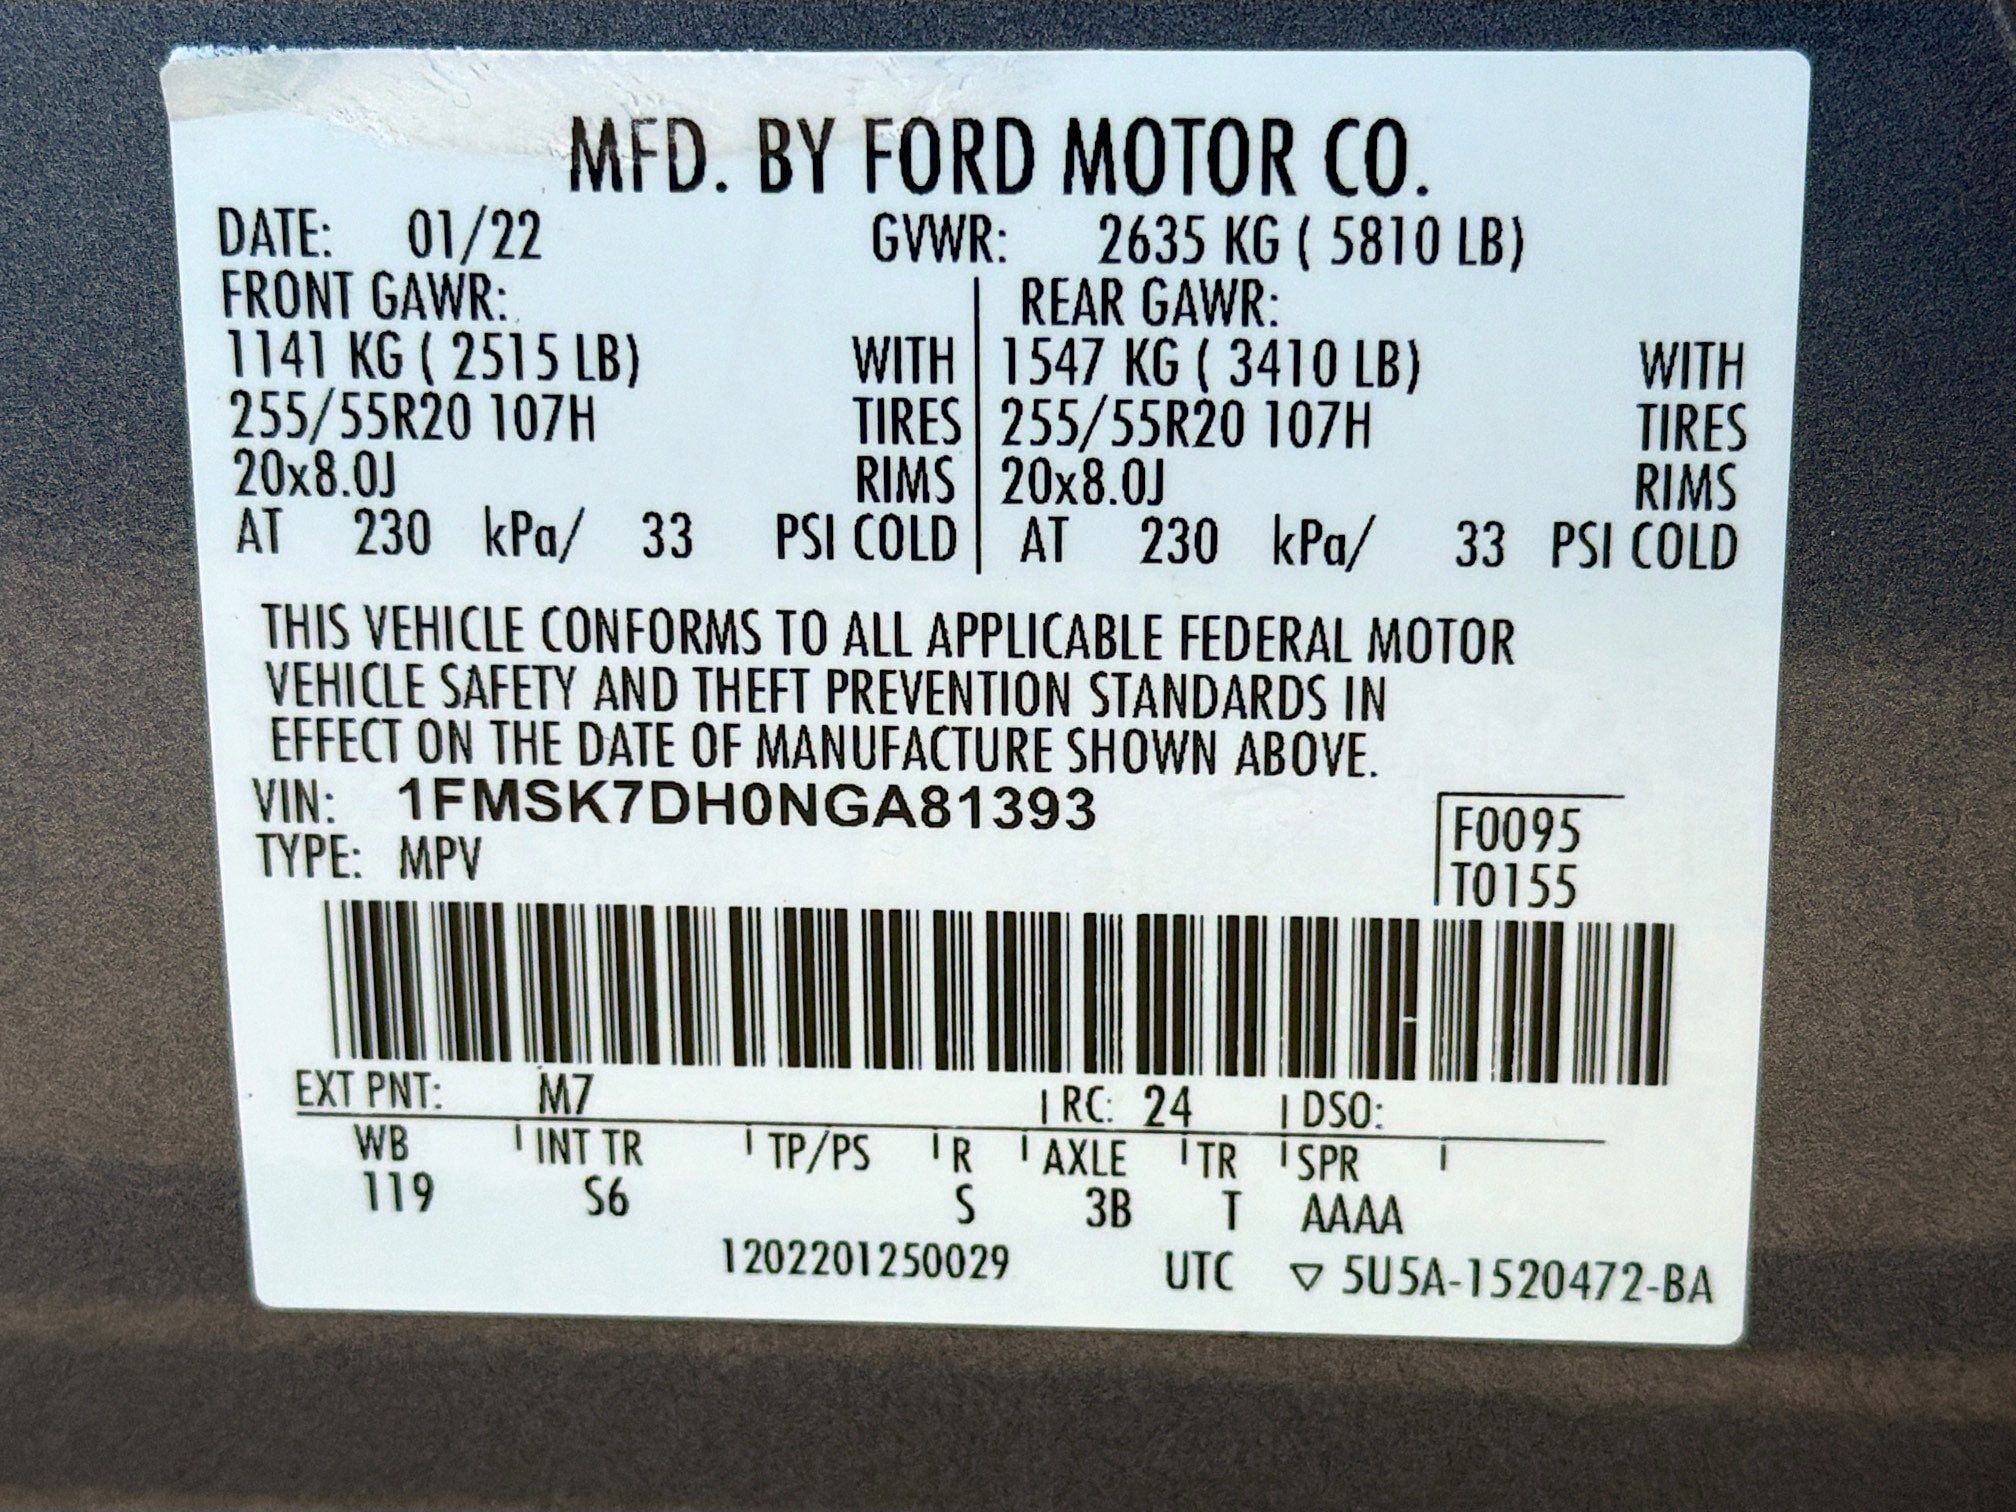 MFD. BY FORD MOTOR CO.
DATE: 01/22 GVWR: 2635 KG ( 5810 LB)
FRONT GAWR: REAR GAWR:
1141 KG ( 2515 LB) WITH 1547 KG ( 3410 LB) WITH
255/55R20 107H TIRES 255/55R20 107H TIRES
20x8.0J RIMS 20x8.0J RIMS
AT 230 kPa/ 33 PSI COLD AT 230 kPa/ 33 PSI COLD
THIS VEHICLE CONFORMS TO ALL APPLICABLE FEDERAL MOTOR
VEHICLE SAFETY AND THEFT PREVENTION STANDARDS IN
EFFECT ON THE DATE OF MANUFACTURE SHOWN ABOVE.
VIN: 1FMSK7DH0NGA81393
F0095
TYPE: MPV
T0155
EXT PNT: M7 RC: 24 DSO:
WB INT TR TP/PS R AXLE TR SPR
119 S6 S 3B T AAAA
1202201250029 UTC ▽ 5U5A-1520472-BA